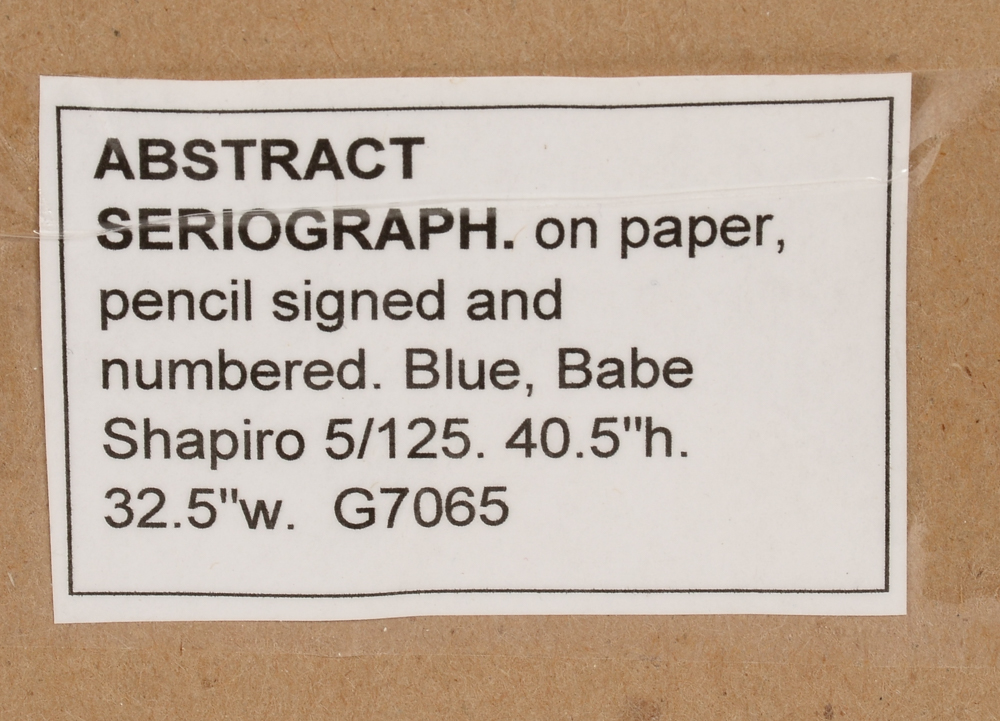 ABSTRACT
SERIOGRAPH. on paper,
pencil signed and
numbered. Blue, Babe
Shapiro 5/125. 40.5"h.
32.5"w.  G7065